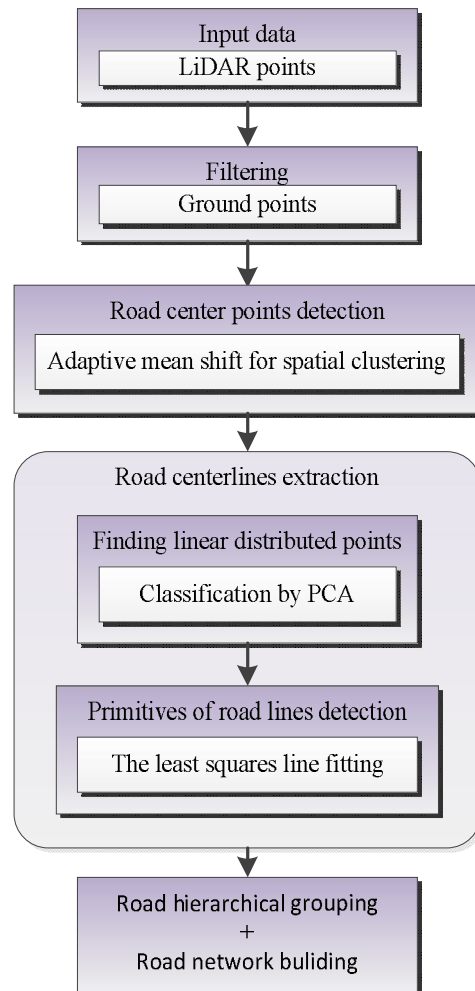 Input data
LiDAR points
Filtering
Ground points
Road center points detection
Adaptive mean shift for spatial clustering
Road centerlines extraction
Finding linear distributed points
Classification by PCA
Primitives of road lines detection
The least squares line fitting
Road hierarchical grouping
+
Road network buliding